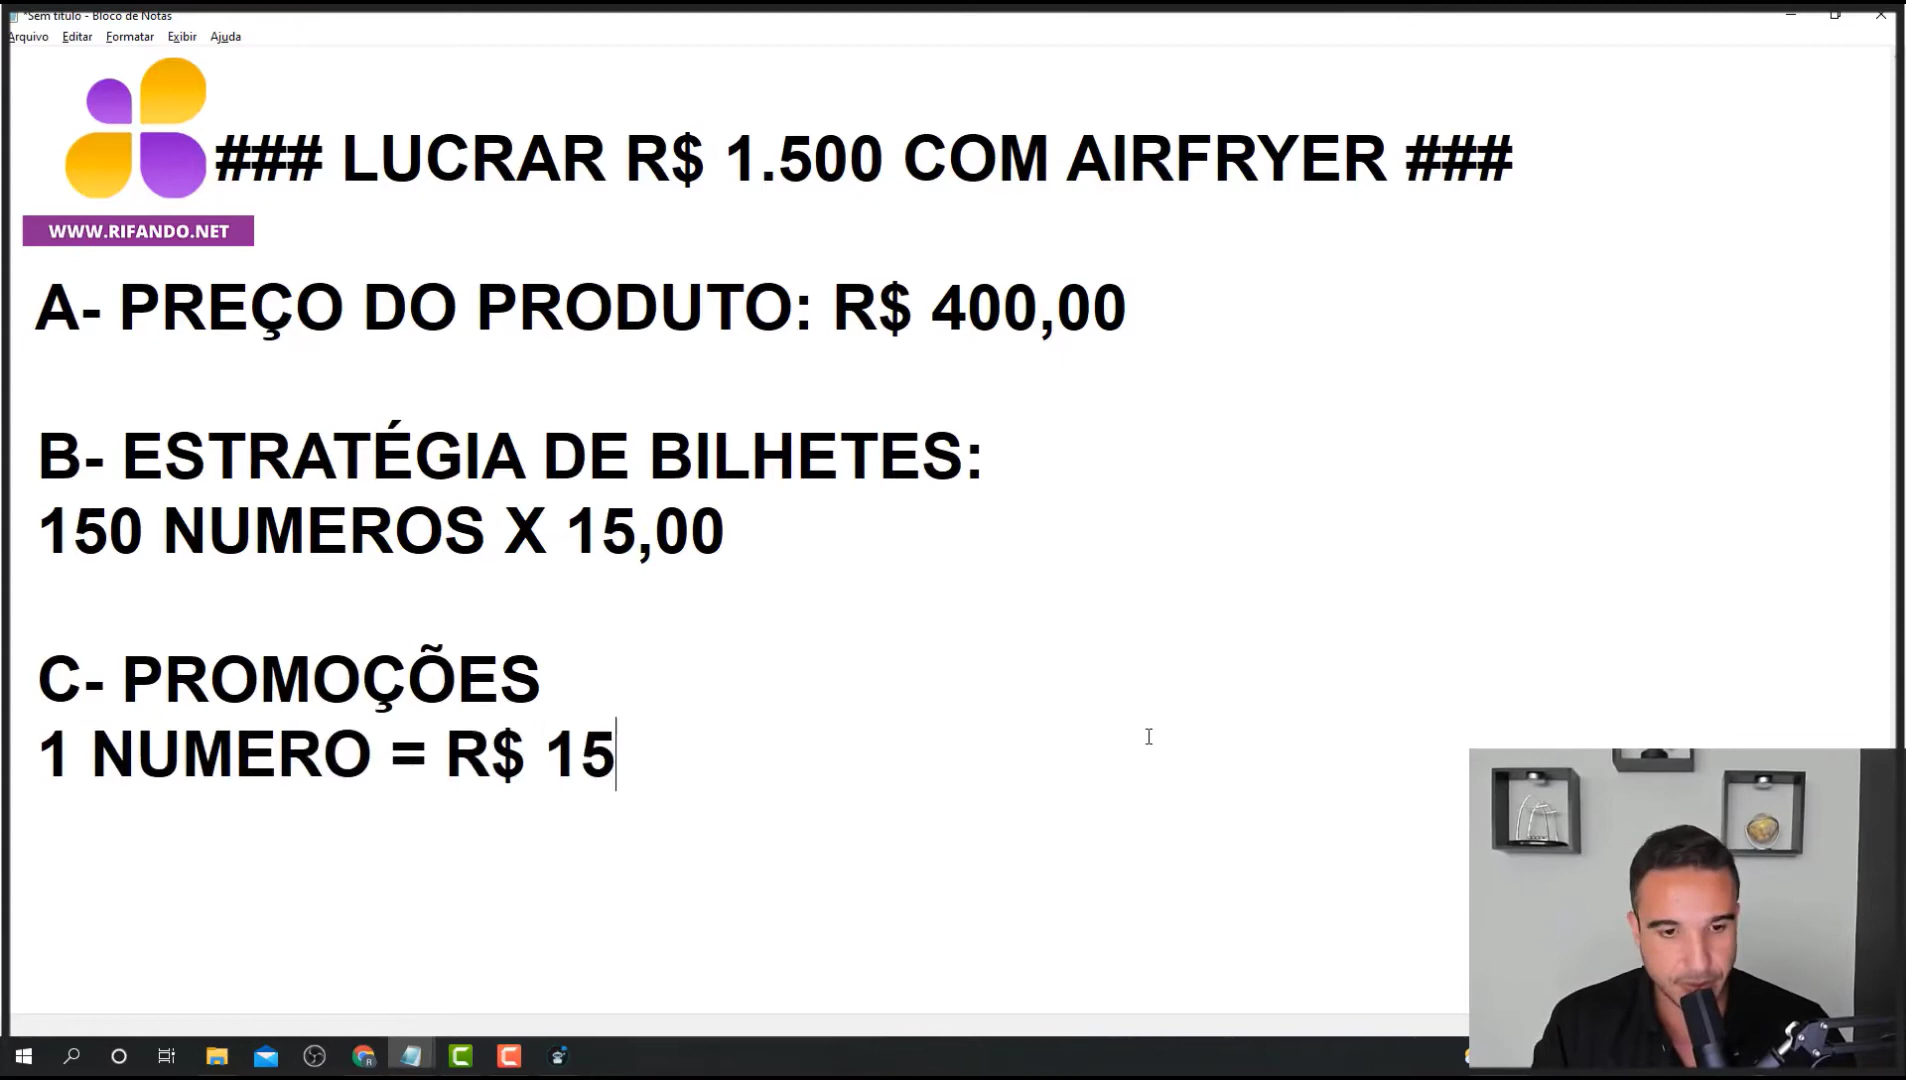 *Sem título - Bloco de Notas
Arquivo Editar Formatar Exibir Ajuda
### LUCRAR R$ 1.500 COM AIRFRYER ###
WWW.RIFANDO.NET
A- PREÇO DO PRODUTO: R$ 400,00
B- ESTRATÉGIA DE BILHETES:
150 NUMEROS X 15,00
C- PROMOÇÕES
1 NUMERO = R$ 15